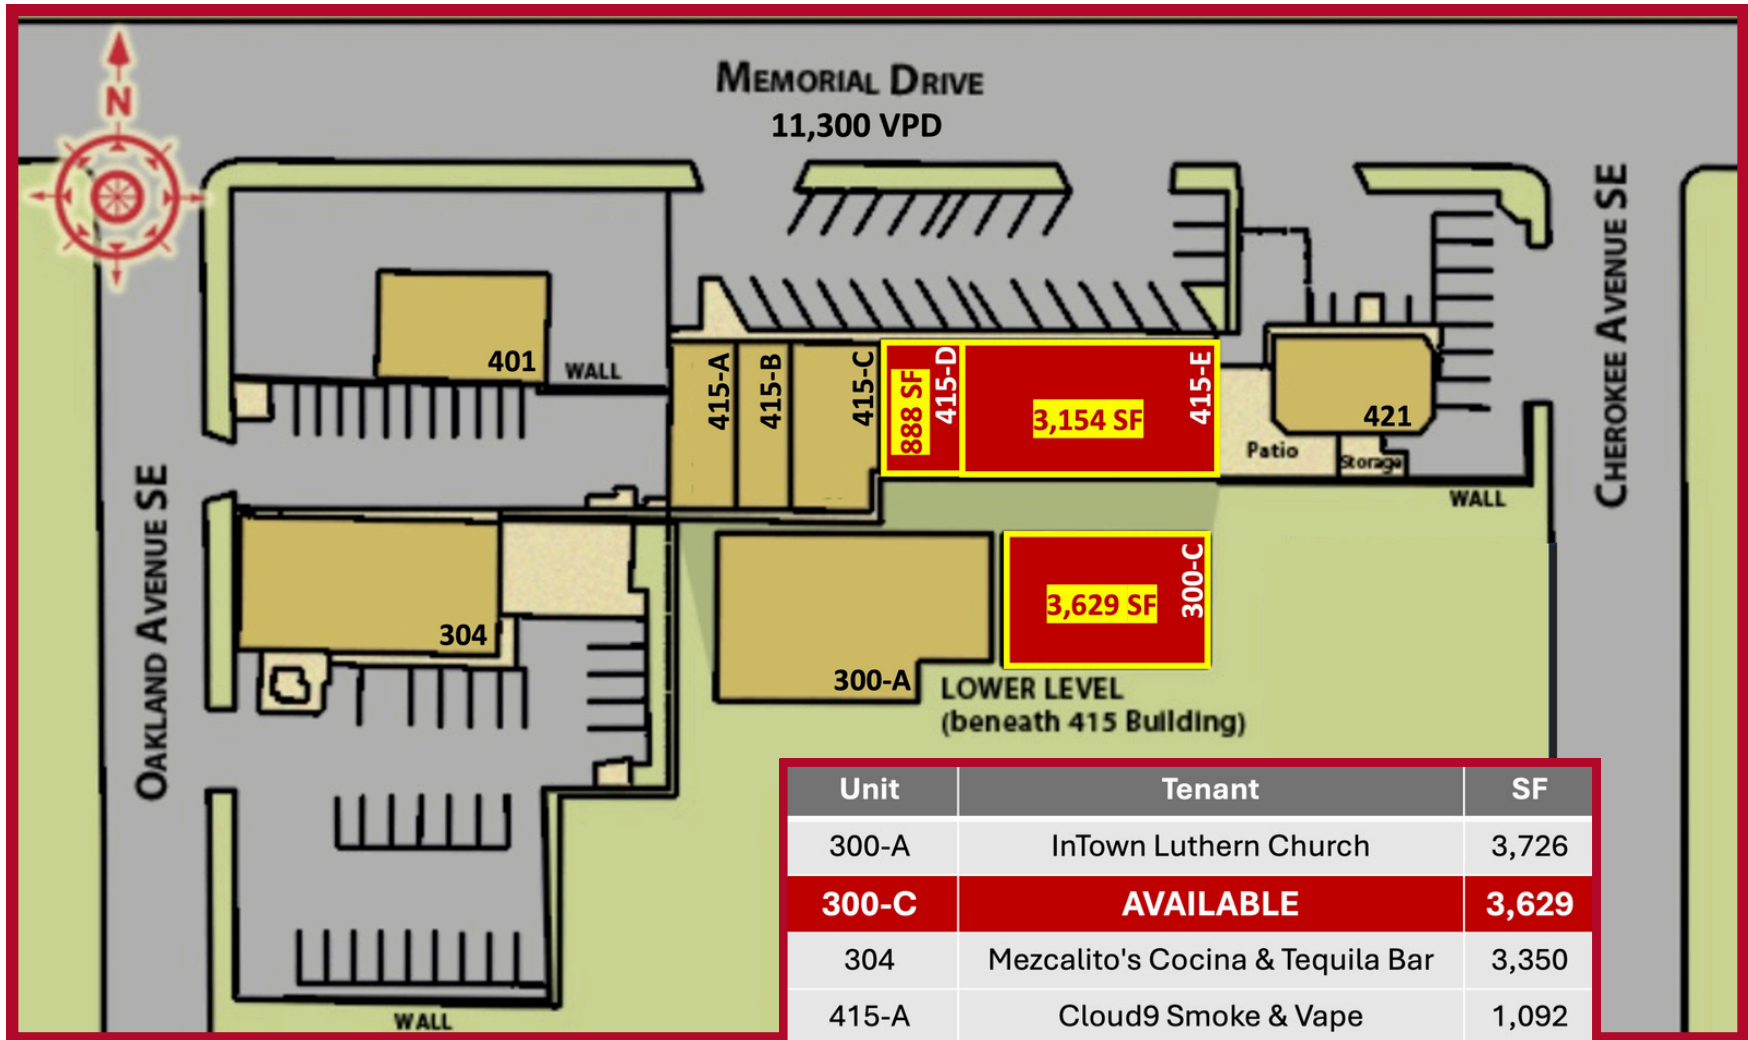 N
MEMORIAL DRIVE
11,300 VPD
OAKLAND AVENUE SE
CHEROKEE AVENUE SE
401
WALL
415-A
415-B
415-C
888 SF
415-D
3,154 SF
415-E
421
Patio
Storage
WALL
304
300-A
3,629 SF
300-C
LOWER LEVEL
(beneath 415 Building)
WALL
Unit Tenant SF
300-A InTown Luthern Church 3,726
300-C AVAILABLE 3,629
304 Mezcalito's Cocina & Tequila Bar 3,350
415-A Cloud9 Smoke & Vape 1,092